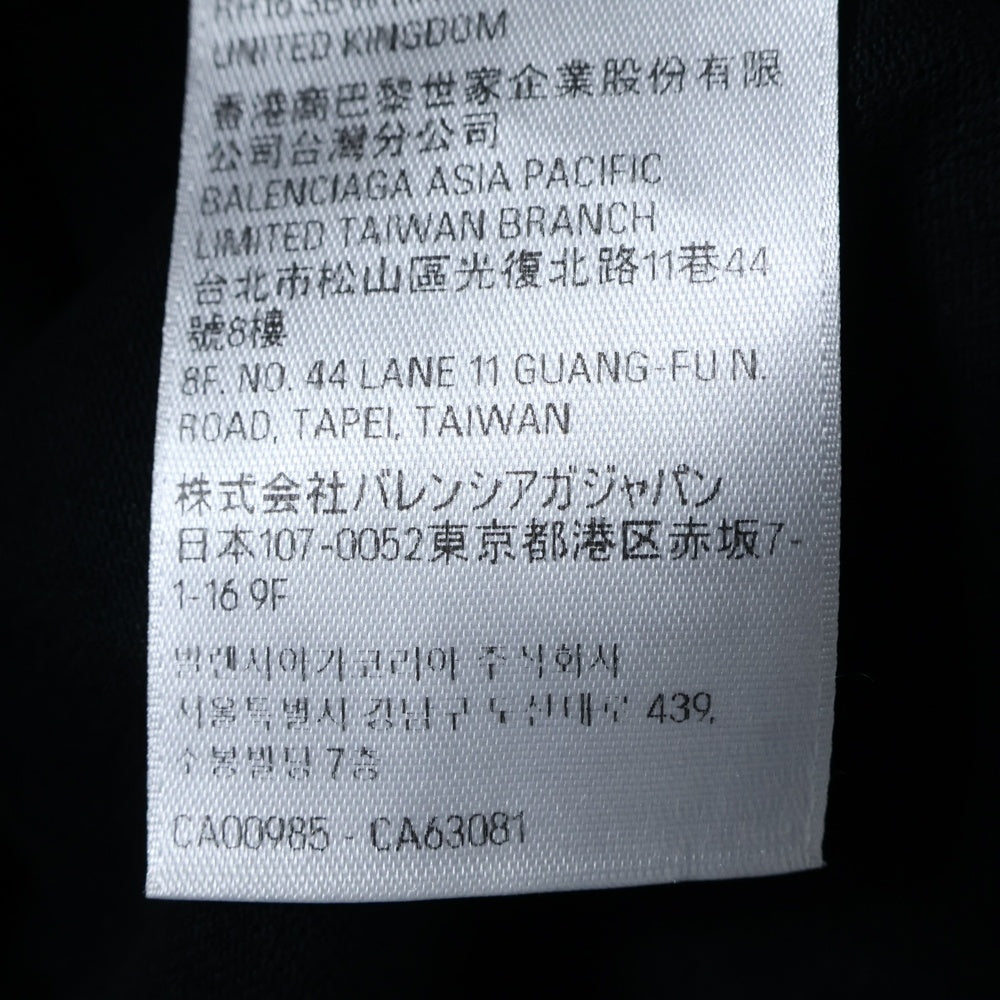 UNITED KINGDOM
香港商巴黎世家企業股份有限
公司台灣分公司
BALENCIAGA ASIA PACIFIC
LIMITED TAIWAN BRANCH
台北市松山區光復北路11巷44
號8樓
8F. NO. 44 LANE 11 GUANG-FU N.
ROAD, TAPEI, TAIWAN
株式会社バレンシアガジャパン
日本107-0052東京都港区赤坂7-
1-16 9F
발렌시아가코리아 주식회사
서울특별시 강남구 도산대로 439,
소봉빌딩 7층
CA00985 - CA63081